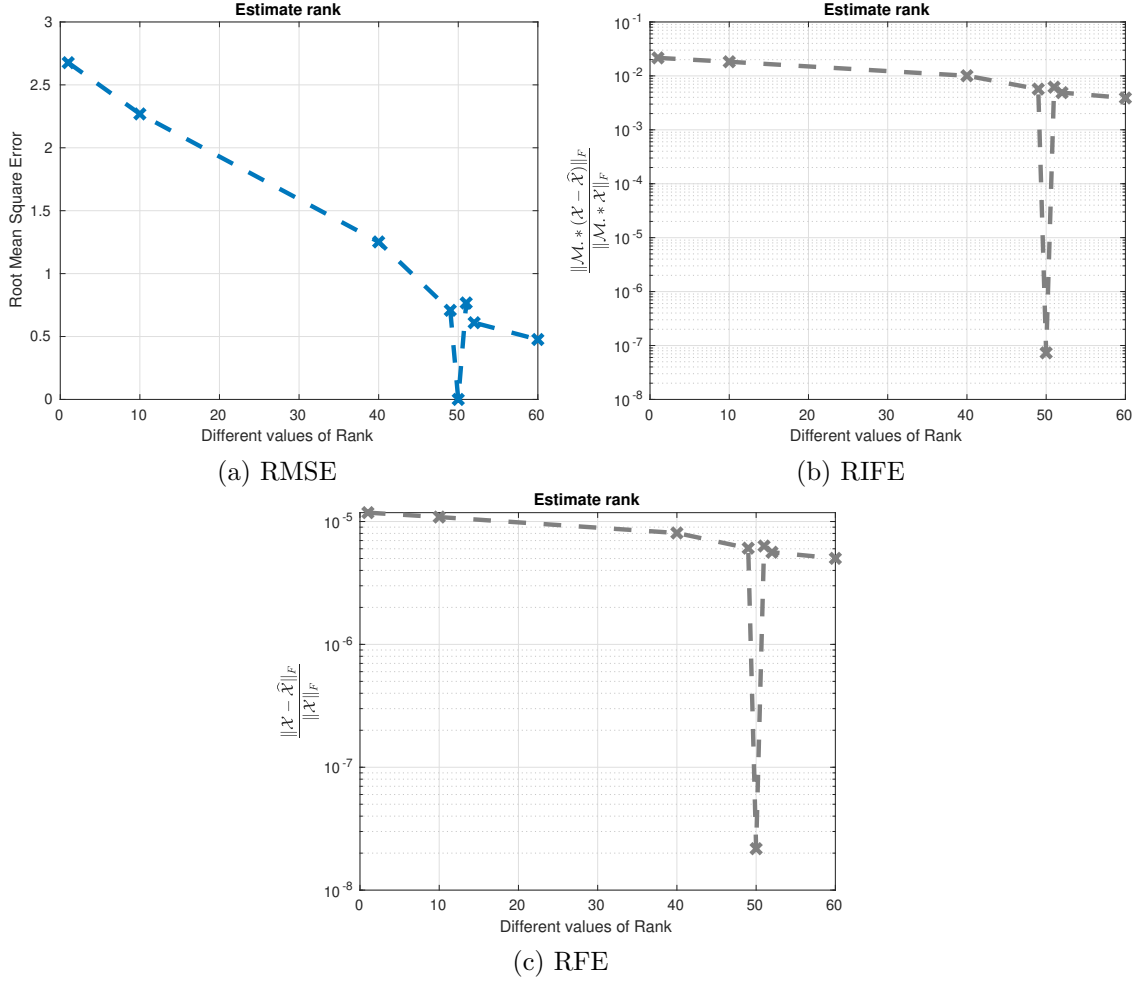 Estimate rank
3
2.5
2
1.5
1
0.5
0
Root Mean Square Error
0 10 20 30 40 50 60
Different values of Rank
(a) RMSE
Estimate rank
10^-1
10^-2
10^-3
10^-4
10^-5
10^-6
10^-7
10^-8
‖ℳ.∗(𝒳 − 𝒳̂)‖_F
‖ℳ.∗𝒳‖_F
0 10 20 30 40 50 60
Different values of Rank
(b) RIFE
Estimate rank
10^-5
10^-6
10^-7
10^-8
‖𝒳 − 𝒳̂‖_F
‖𝒳‖_F
0 10 20 30 40 50 60
Different values of Rank
(c) RFE